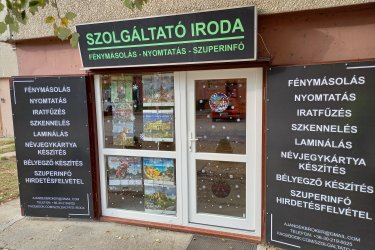 SZOLGÁLTATÓ IRODA
FÉNYMÁSOLÁS - NYOMTATÁS - SZUPERINFÓ
FÉNYMÁSOLÁS
NYOMTATÁS
IRATFŰZÉS
SZKENNELÉS
LAMINÁLÁS
NÉVJEGYKÁRTYA
KÉSZÍTÉS
BÉLYEGZŐ KÉSZÍTÉS
SZUPERINFÓ
HIRDETÉSFELVÉTEL
FÉNYMÁSOLÁS
NYOMTATÁS
IRATFŰZÉS
SZKENNELÉS
LAMINÁLÁS
NÉVJEGYKÁRTYA
KÉSZÍTÉS
BÉLYEGZŐ KÉSZÍTÉS
SZUPERINFÓ
HIRDETÉSFELVÉTEL